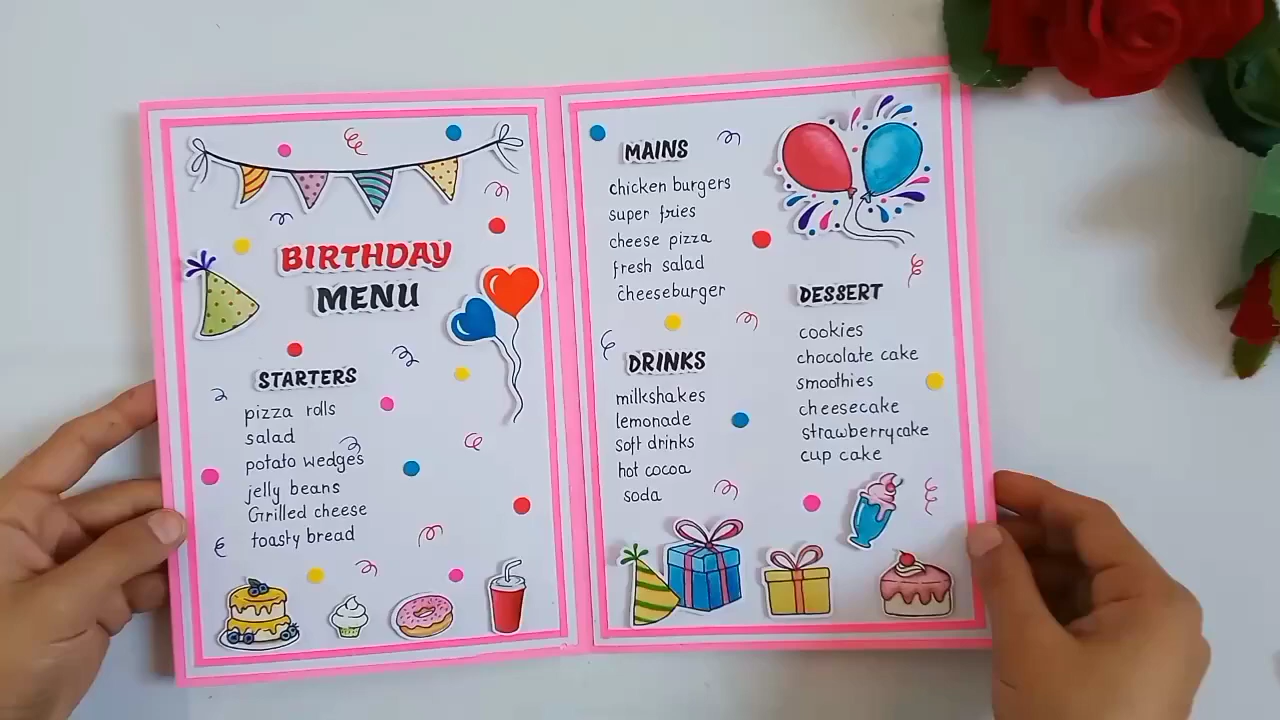 BIRTHDAY
MENU
STARTERS
pizza rolls
salad
potato wedges
jelly beans
Grilled cheese
toasty bread
MAINS
chicken burgers
super fries
cheese pizza
fresh salad
cheeseburger
DRINKS
milkshakes
lemonade
soft drinks
hot cocoa
soda
DESSERT
cookies
chocolate cake
smoothies
cheesecake
strawberrycake
cup cake